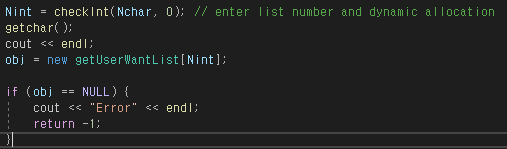 Nint = checkInt(Nchar, 0); // enter list number and dynamic allocation
getchar();
cout << endl;
obj = new getUserWantList[Nint];
if (obj == NULL) {
cout << "Error" << endl;
return -1;
}